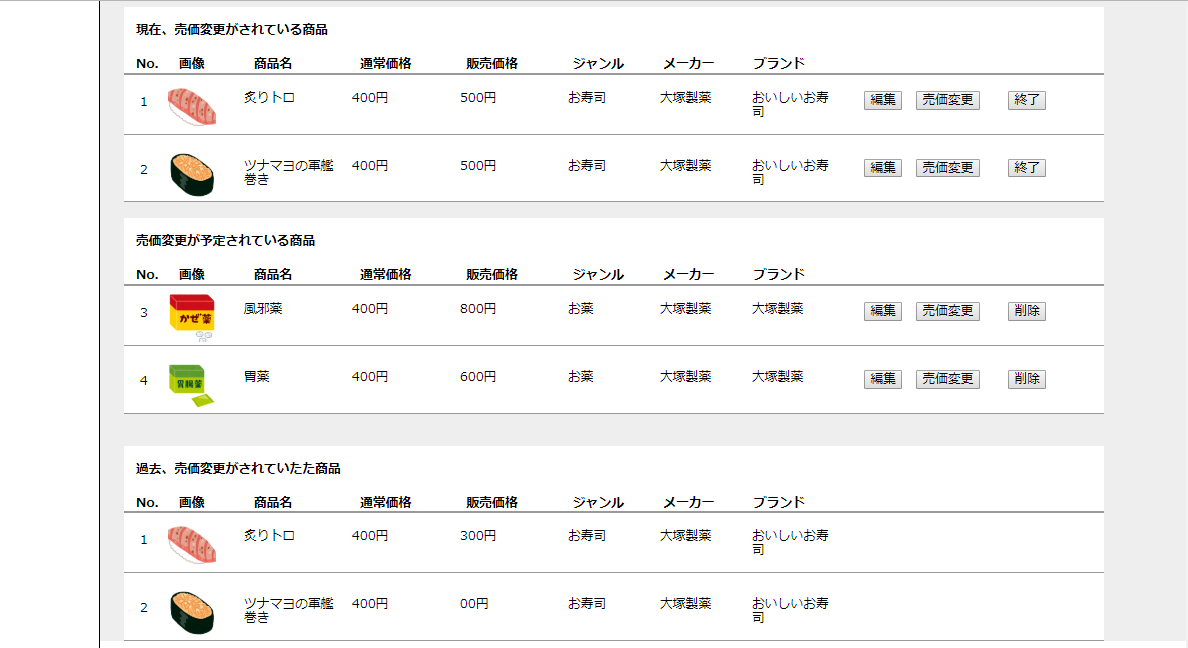 現在、売価変更がされている商品
No. 画像 商品名 通常価格 販売価格 ジャンル メーカー ブランド
1 炙りトロ 400円 500円 お寿司 大塚製薬 おいしいお寿 編集 売価変更 終了
司
2 ツナマヨの軍艦 400円 500円 お寿司 大塚製薬 おいしいお寿 編集 売価変更 終了
巻き 司
売価変更が予定されている商品
No. 画像 商品名 通常価格 販売価格 ジャンル メーカー ブランド
3 かぜ薬 風邪薬 400円 800円 お薬 大塚製薬 大塚製薬 編集 売価変更 削除
4 胃腸薬 胃薬 400円 600円 お薬 大塚製薬 大塚製薬 編集 売価変更 削除
過去、売価変更がされていたた商品
No. 画像 商品名 通常価格 販売価格 ジャンル メーカー ブランド
1 炙りトロ 400円 300円 お寿司 大塚製薬 おいしいお寿
司
2 ツナマヨの軍艦 400円 00円 お寿司 大塚製薬 おいしいお寿
巻き 司